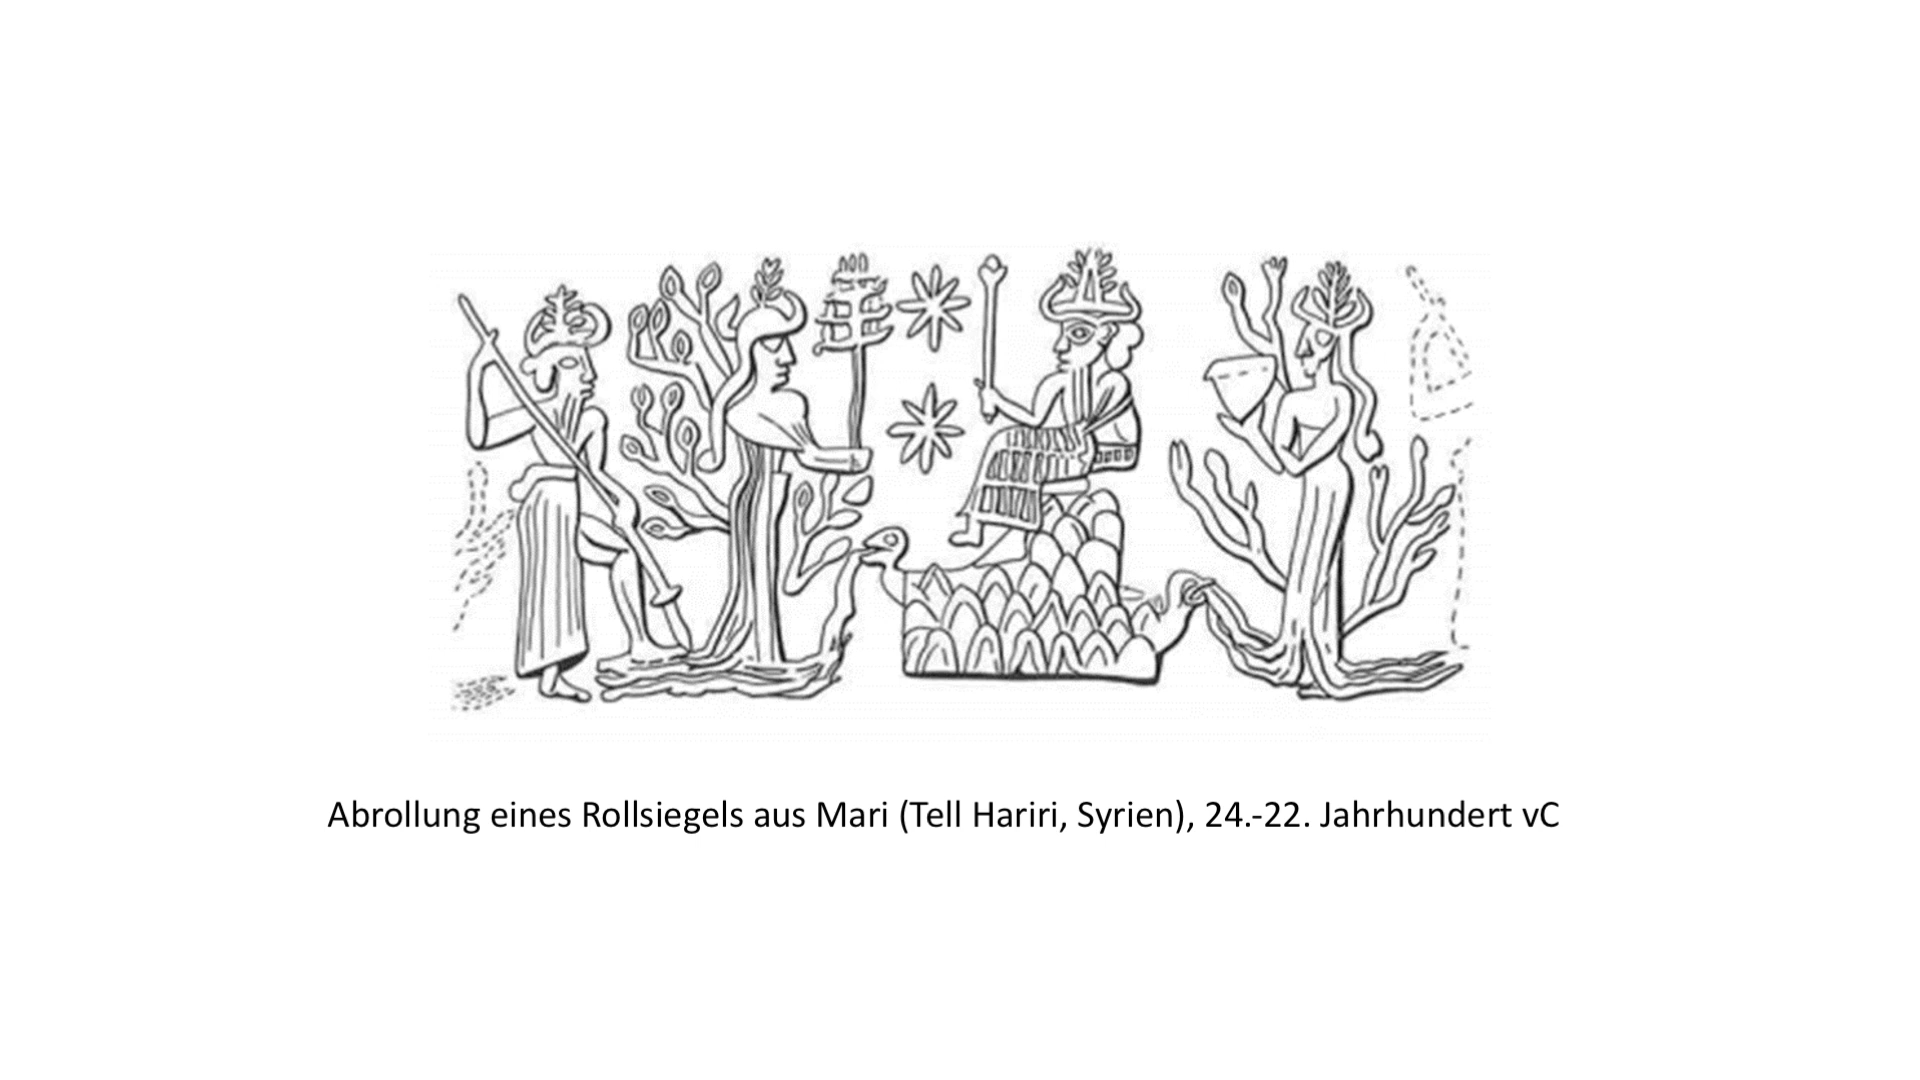 Abrollung eines Rollsiegels aus Mari (Tell Hariri, Syrien), 24.-22. Jahrhundert vC